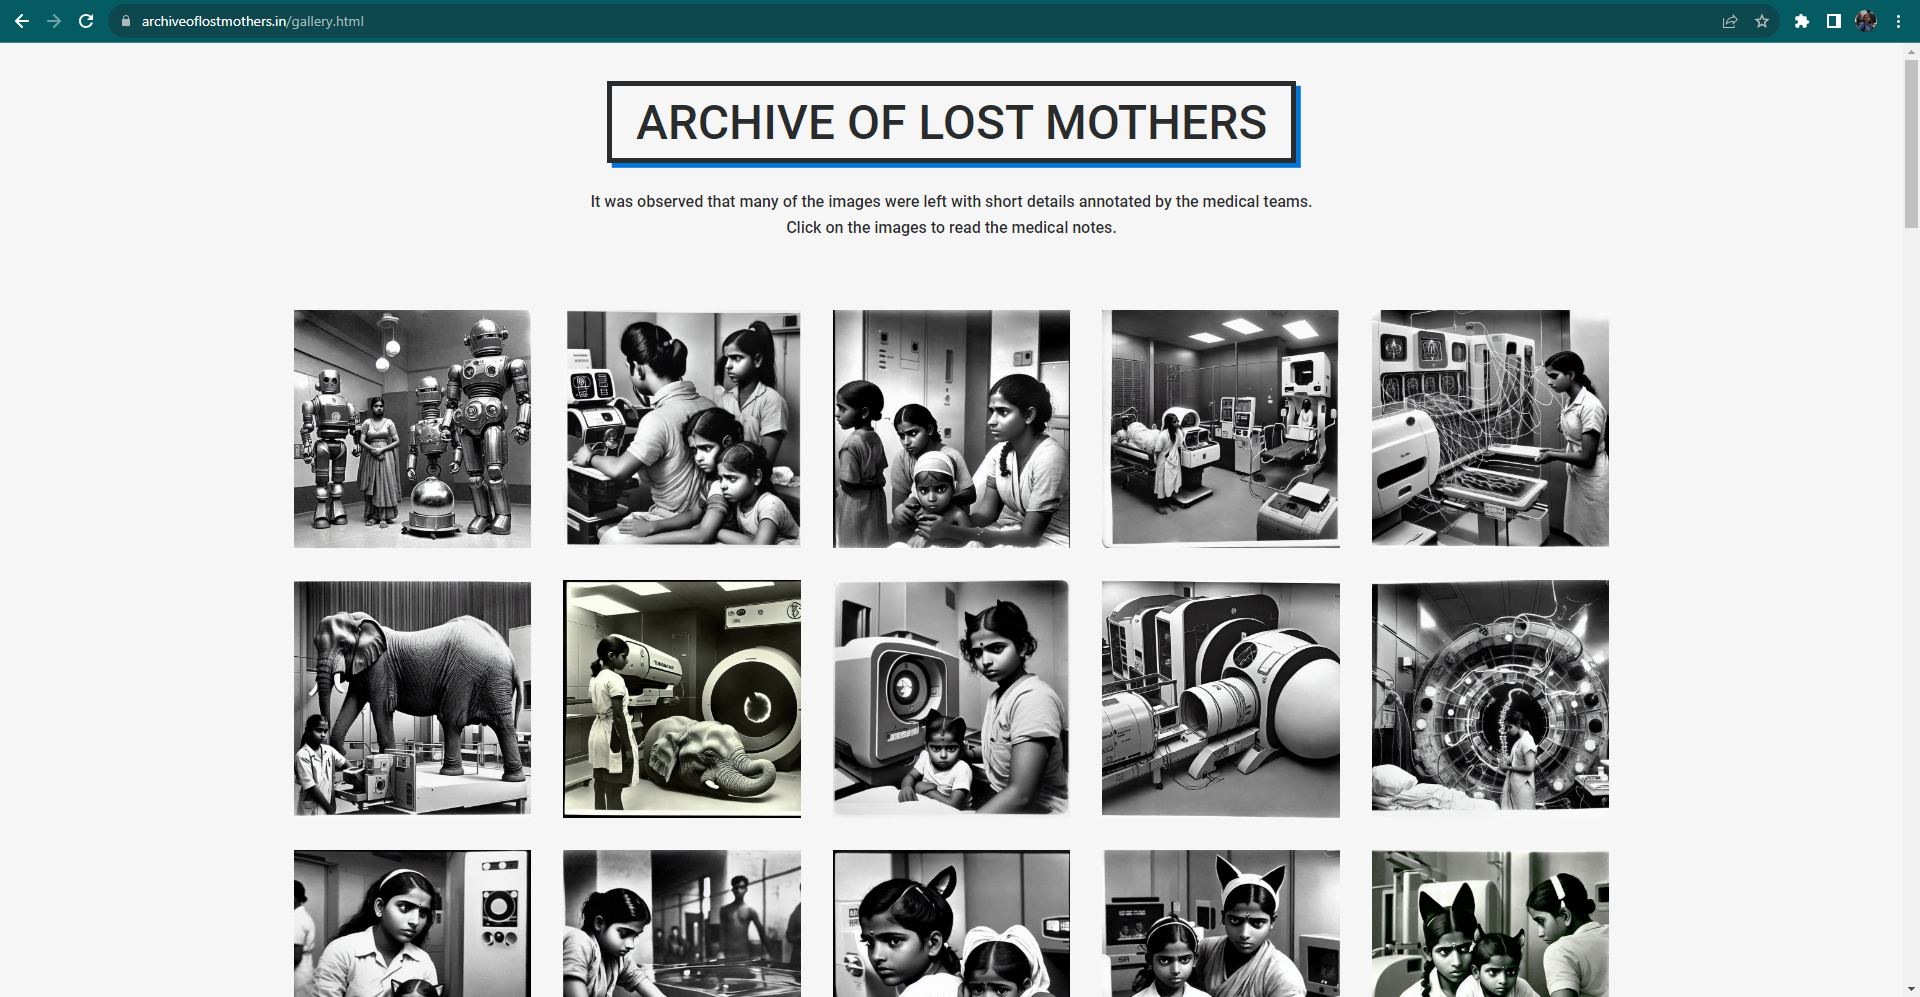 archiveoflostmothers.in/gallery.html
ARCHIVE OF LOST MOTHERS
It was observed that many of the images were left with short details annotated by the medical teams.
Click on the images to read the medical notes.